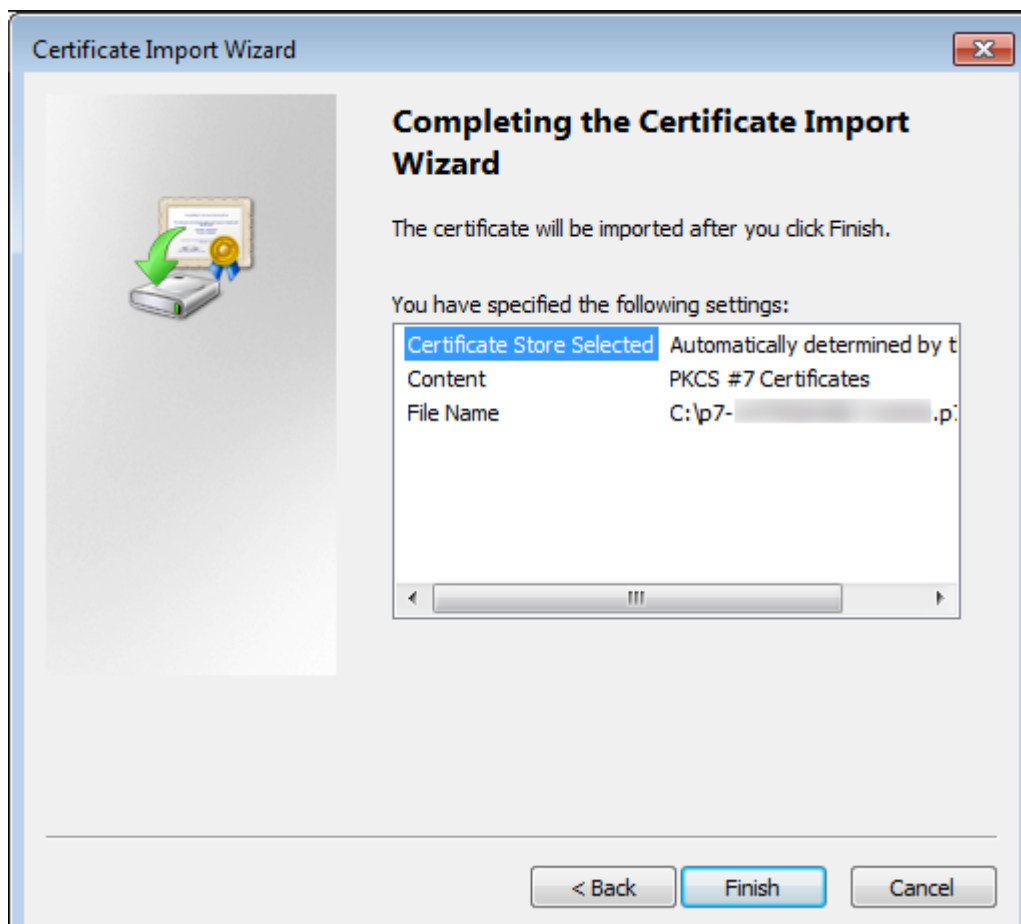 Certificate Import Wizard
Completing the Certificate Import
Wizard
The certificate will be imported after you click Finish.
You have specified the following settings:
Certificate Store Selected Automatically determined by t
Content PKCS #7 Certificates
File Name C:\p7- .p
< Back Finish Cancel